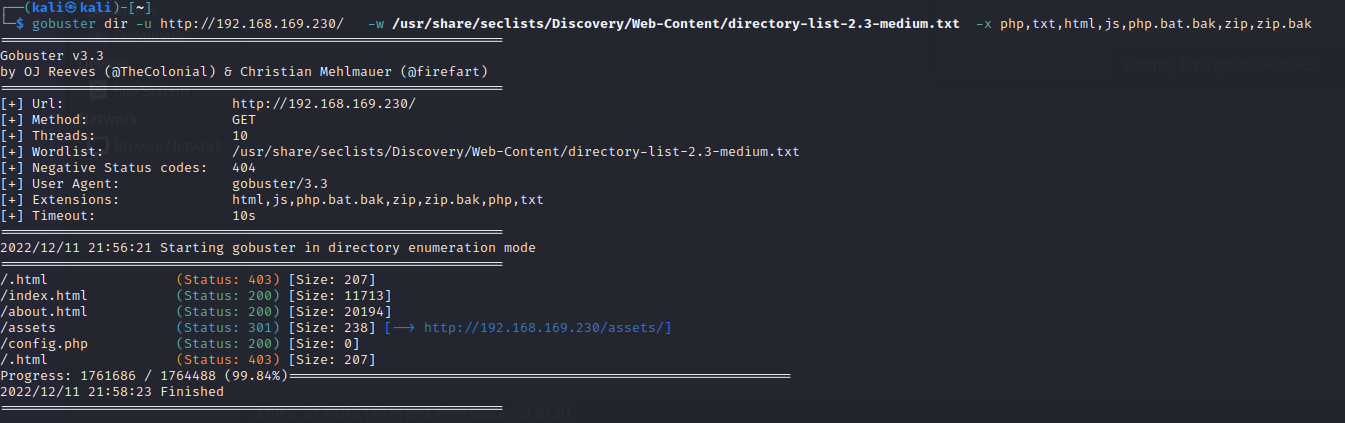 ┌──(kali㉿kali)-[~]
└─$ gobuster dir -u http://192.168.169.230/ -w /usr/share/seclists/Discovery/Web-Content/directory-list-2.3-medium.txt -x php,txt,html,js,php.bat.bak,zip,zip.bak
===============================================================
Gobuster v3.3
by OJ Reeves (@TheColonial) & Christian Mehlmauer (@firefart)
===============================================================
[+] Url: http://192.168.169.230/
[+] Method: GET
[+] Threads: 10
[+] Wordlist: /usr/share/seclists/Discovery/Web-Content/directory-list-2.3-medium.txt
[+] Negative Status codes: 404
[+] User Agent: gobuster/3.3
[+] Extensions: html,js,php.bat.bak,zip,zip.bak,php,txt
[+] Timeout: 10s
===============================================================
2022/12/11 21:56:21 Starting gobuster in directory enumeration mode
===============================================================
/.html (Status: 403) [Size: 207]
/index.html (Status: 200) [Size: 11713]
/about.html (Status: 200) [Size: 20194]
/assets (Status: 301) [Size: 238] [--> http://192.168.169.230/assets/]
/config.php (Status: 200) [Size: 0]
/.html (Status: 403) [Size: 207]
Progress: 1761686 / 1764488 (99.84%)===============================================================
2022/12/11 21:58:23 Finished
===============================================================